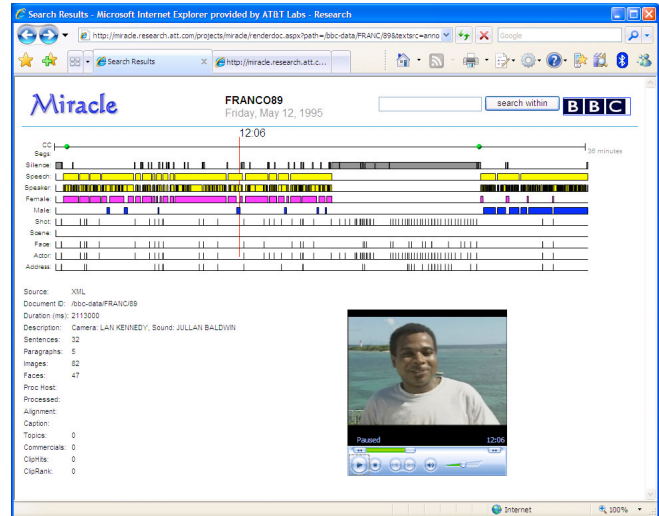 Search Results - Microsoft Internet Explorer provided by AT&T Labs - Research
http://miracle.research.att.com/projects/miracle/renderdoc.aspx?path=/bbc-data/FRANC/89&textsrc=anno
Google
Search Results
http://miracle.research.att.c...
Miracle
FRANCO89
Friday, May 12, 1995
search within
BBC
12:06
CC
Segs:
36 minutes
Silence:
Speech:
Speaker:
Female:
Male:
Shot:
Scene:
Face:
Actor:
Address:
Source: XML
Document ID: /bbc-data/FRANC/89
Duration (ms): 2113000
Description: Camera: LAN KENNEDY, Sound: JULLAN BALDWIN
Sentences: 32
Paragraphs: 5
Images: 82
Faces: 47
Proc Host:
Processed:
Alignment:
Caption:
Topics: 0
Commercials: 0
ClipHits: 0
ClipRank: 0
Paused 12:06
Internet
100%